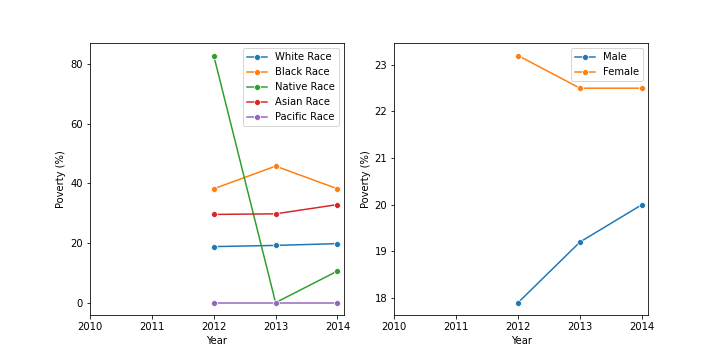 White Race
Black Race
Native Race
Asian Race
Pacific Race
80
60
40
20
0
Poverty (%)
2010 2011 2012 2013 2014
Year
Male
Female
23
22
21
20
19
18
Poverty (%)
2010 2011 2012 2013 2014
Year